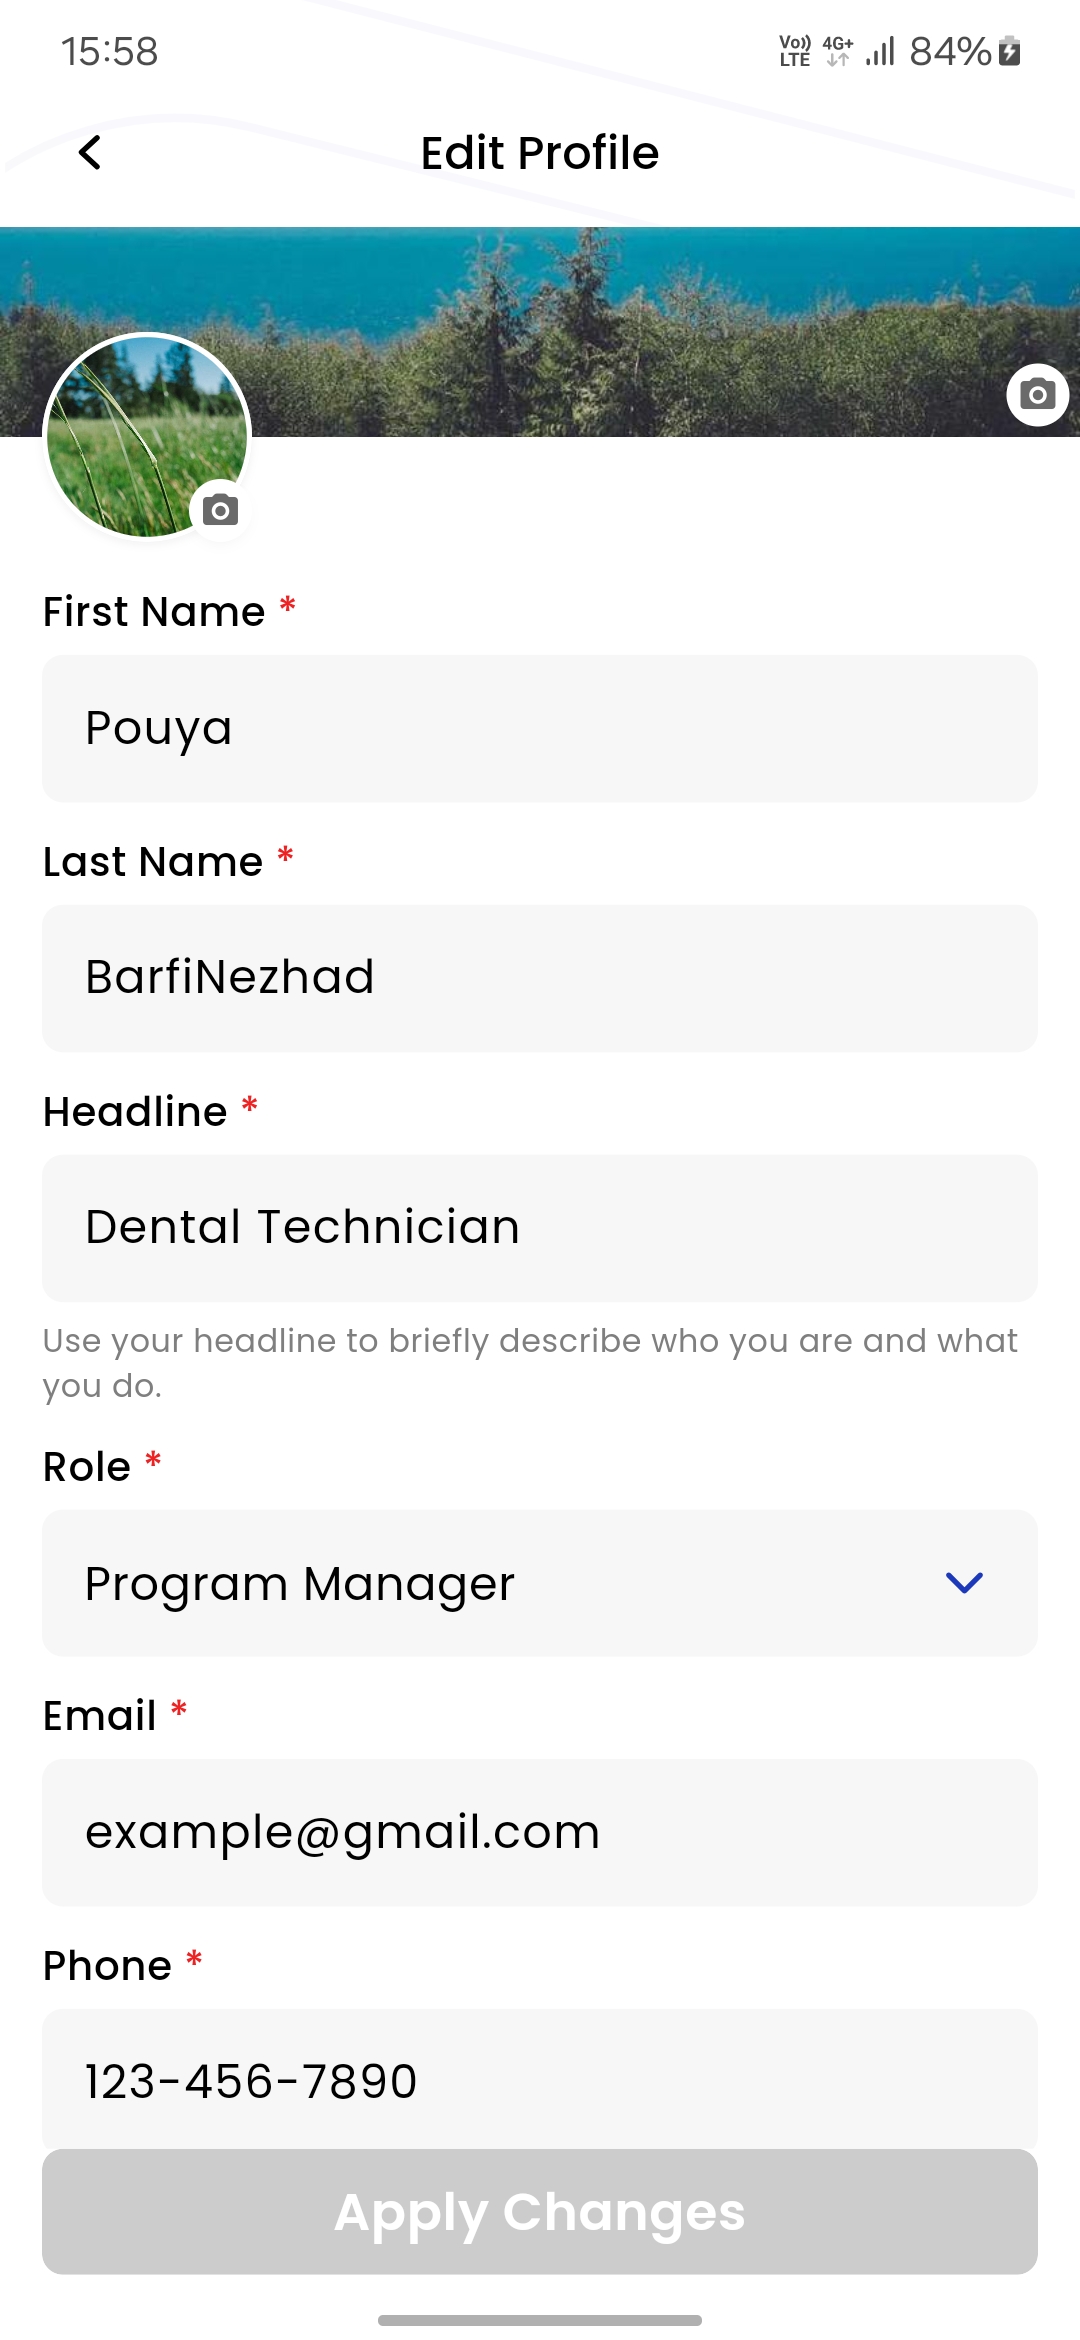 15:58
Vo)) LTE 4G+ 84%
Edit Profile
First Name *
Pouya
Last Name *
BarfiNezhad
Headline *
Dental Technician
Use your headline to briefly describe who you are and what
you do.
Role *
Program Manager
Email *
example@gmail.com
Phone *
123-456-7890
Apply Changes